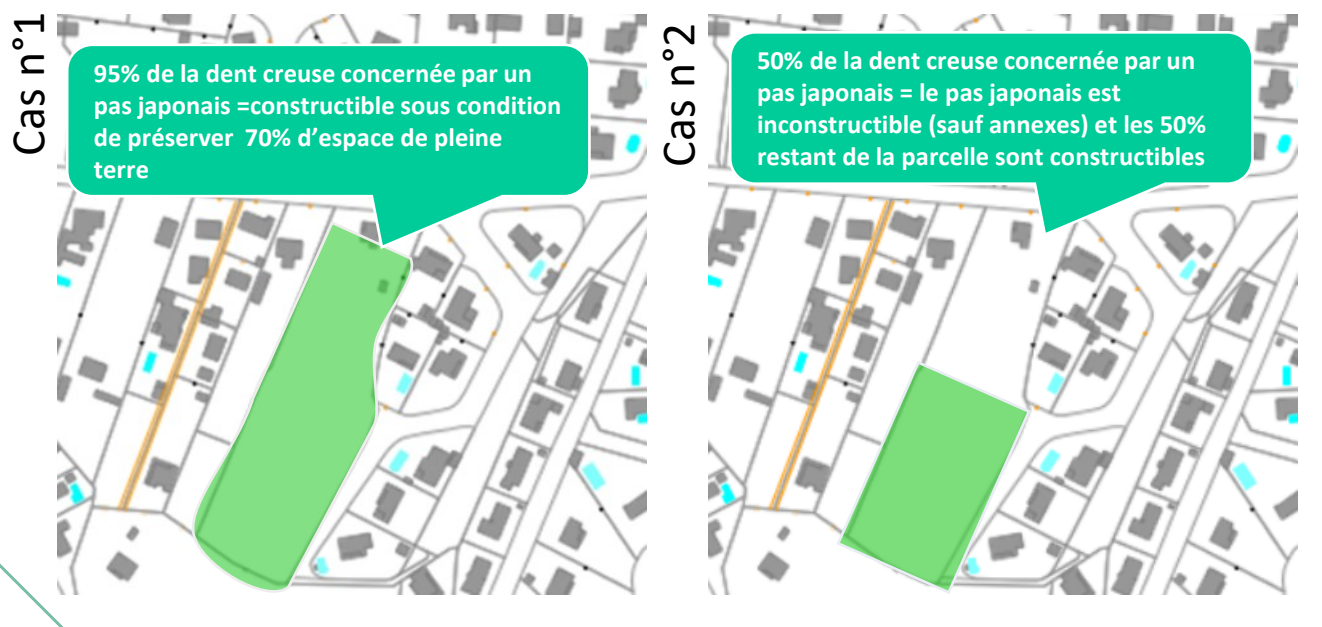 Cas n°1
95% de la dent creuse concernée par un
pas japonais =constructible sous condition
de préserver 70% d'espace de pleine
terre
Cas n°2
50% de la dent creuse concernée par un
pas japonais = le pas japonais est
inconstructible (sauf annexes) et les 50%
restant de la parcelle sont constructibles